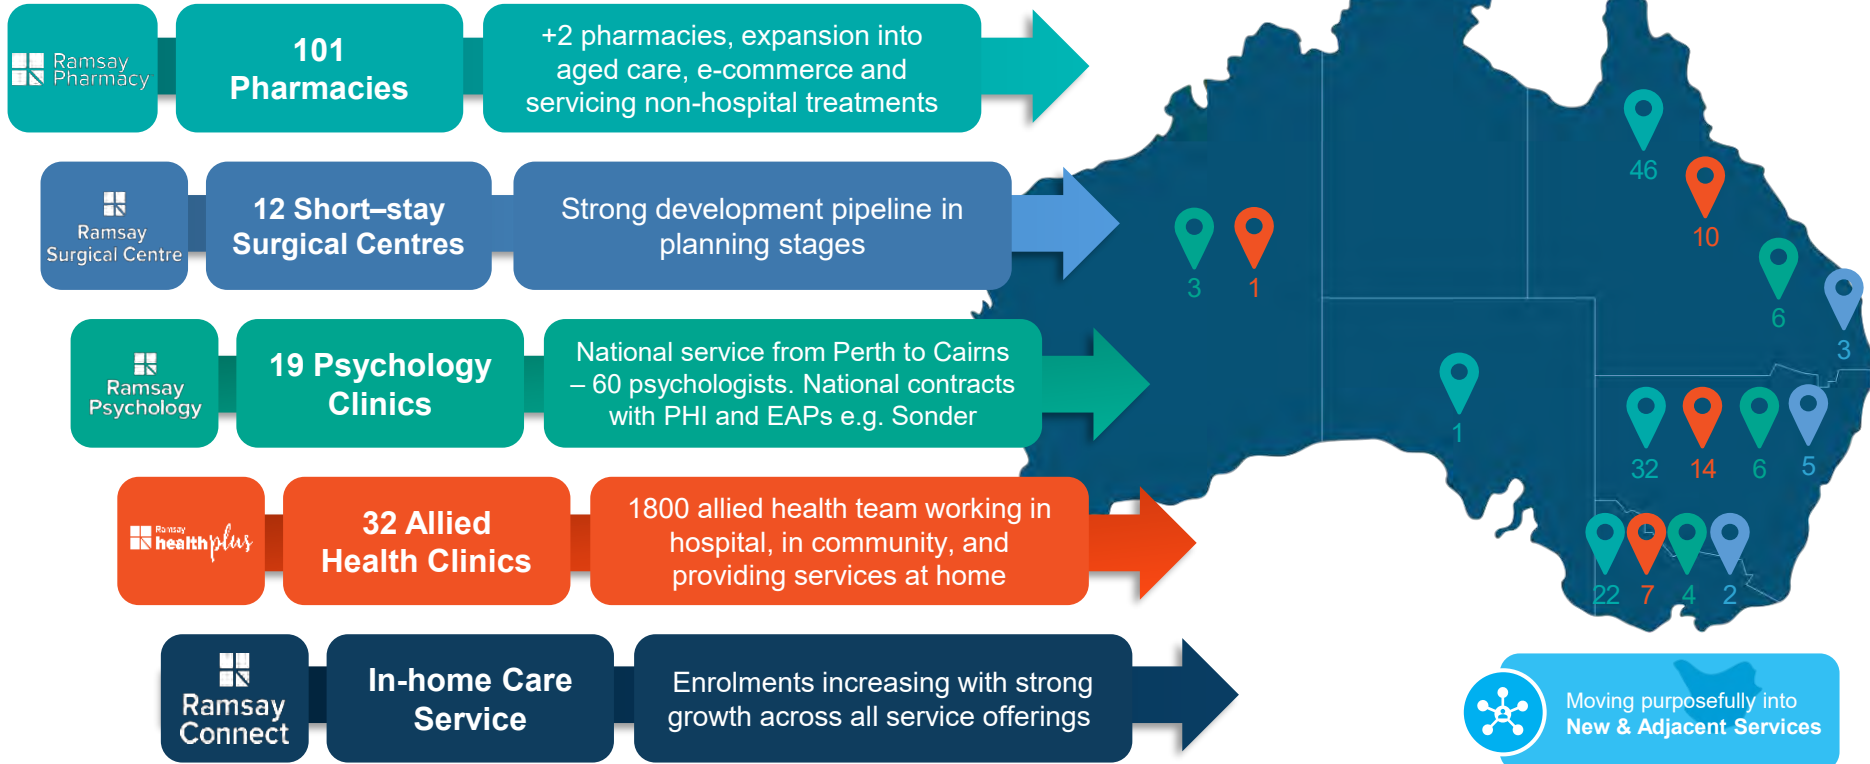 Ramsay
Pharmacy
101
Pharmacies
+2 pharmacies, expansion into
aged care, e-commerce and
servicing non-hospital treatments
Ramsay
Surgical Centre
12 Short–stay
Surgical Centres
Strong development pipeline in
planning stages
Ramsay
Psychology
19 Psychology
Clinics
National service from Perth to Cairns
– 60 psychologists. National contracts
with PHI and EAPs e.g. Sonder
Ramsay
healthplus
32 Allied
Health Clinics
1800 allied health team working in
hospital, in community, and
providing services at home
Ramsay
Connect
In-home Care
Service
Enrolments increasing with strong
growth across all service offerings
46
10
3
1
6
3
1
32
14
6
5
22
7
4
2
Moving purposefully into
New & Adjacent Services